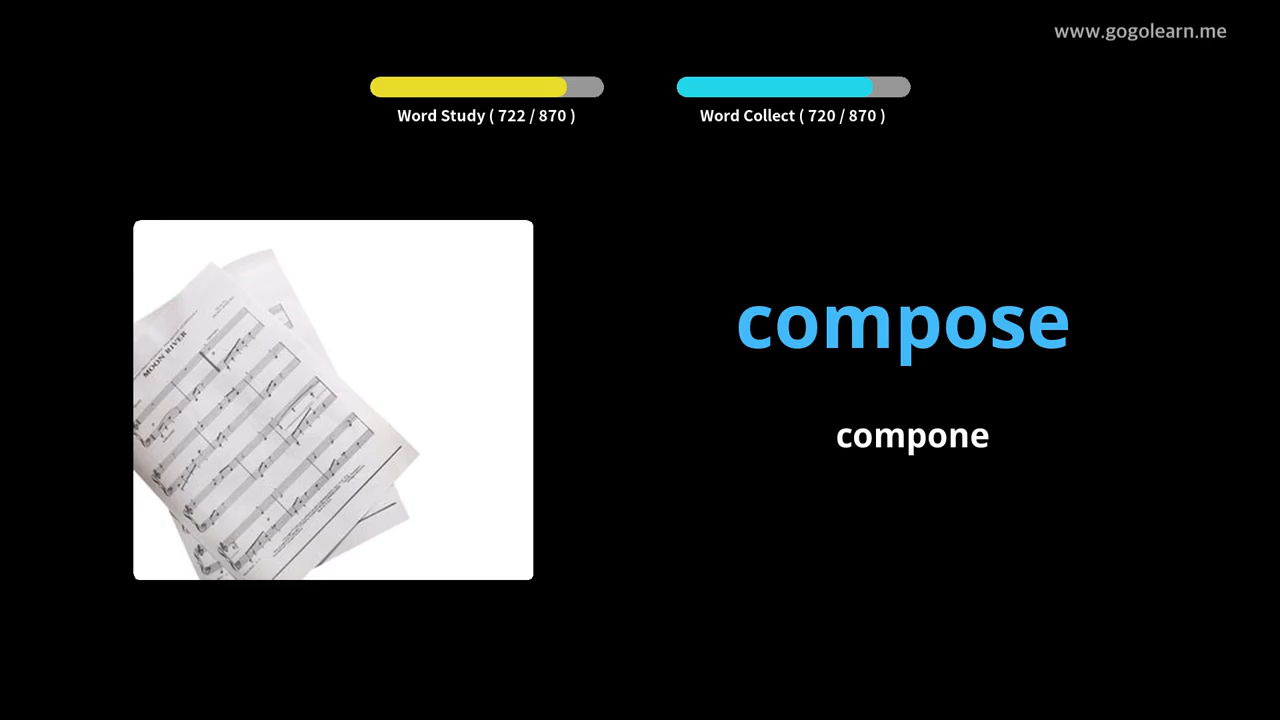 www.gogolearn.me
Word Study ( 722 / 870 )
Word Collect ( 720 / 870 )
MOON RIVER
compose
compone